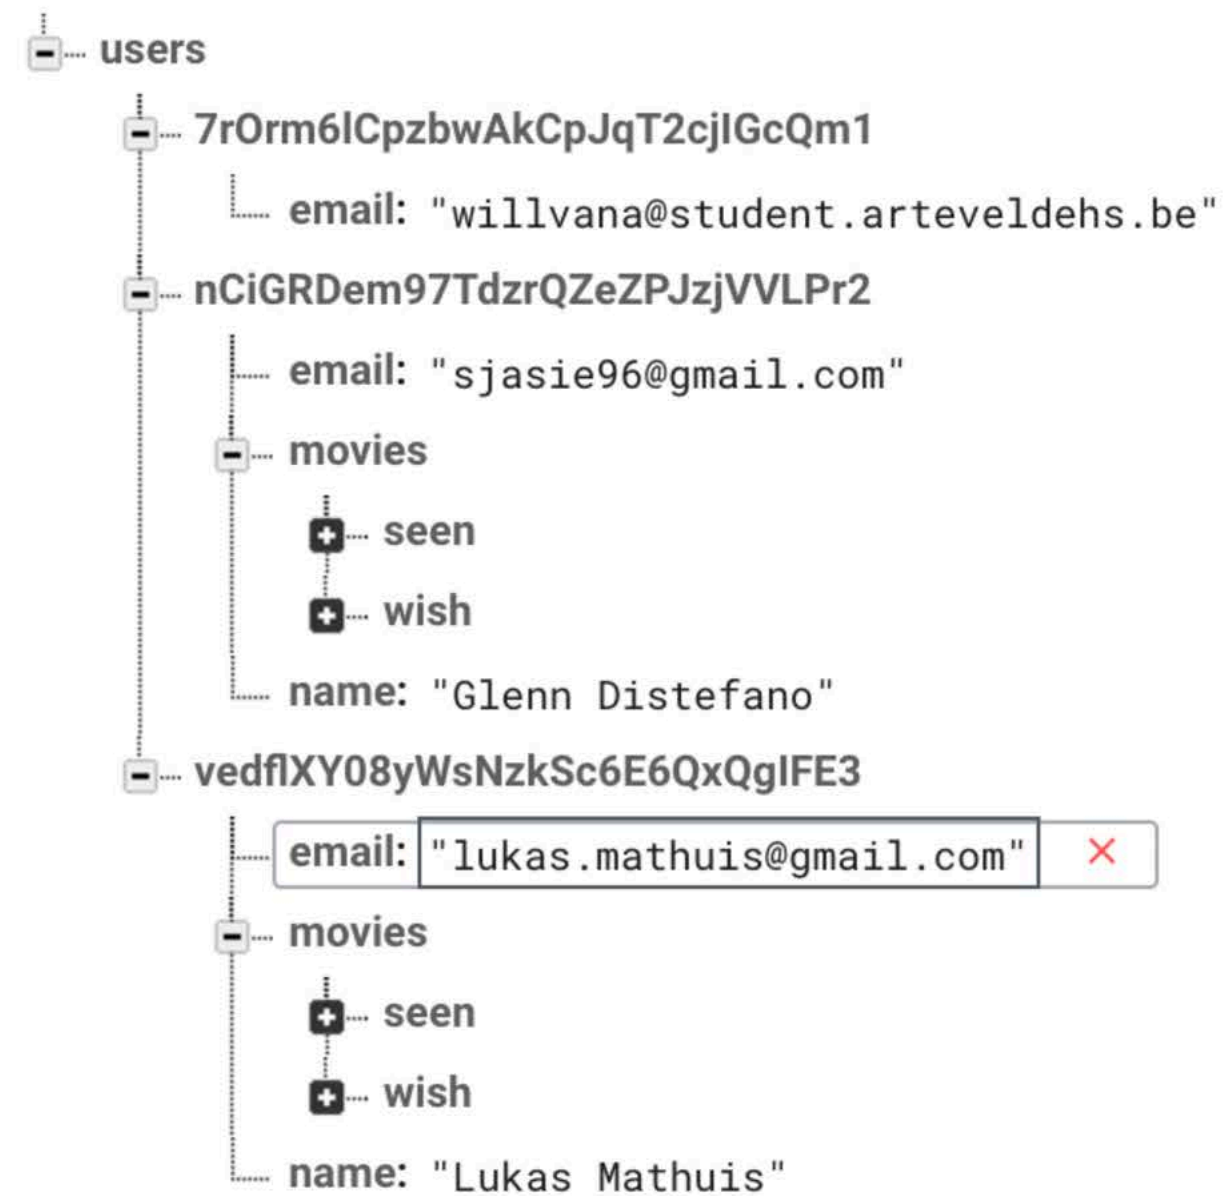 users
7rOrm6lCpzbwAkCpJqT2cjIGcQm1
email: "willvana@student.arteveldehs.be"
nCiGRDem97TdzrQZeZPJzjVVLPr2
email: "sjasie96@gmail.com"
movies
seen
wish
name: "Glenn Distefano"
vedflXY08yWsNzkSc6E6QxQgIFE3
email: "lukas.mathuis@gmail.com"
movies
seen
wish
name: "Lukas Mathuis"